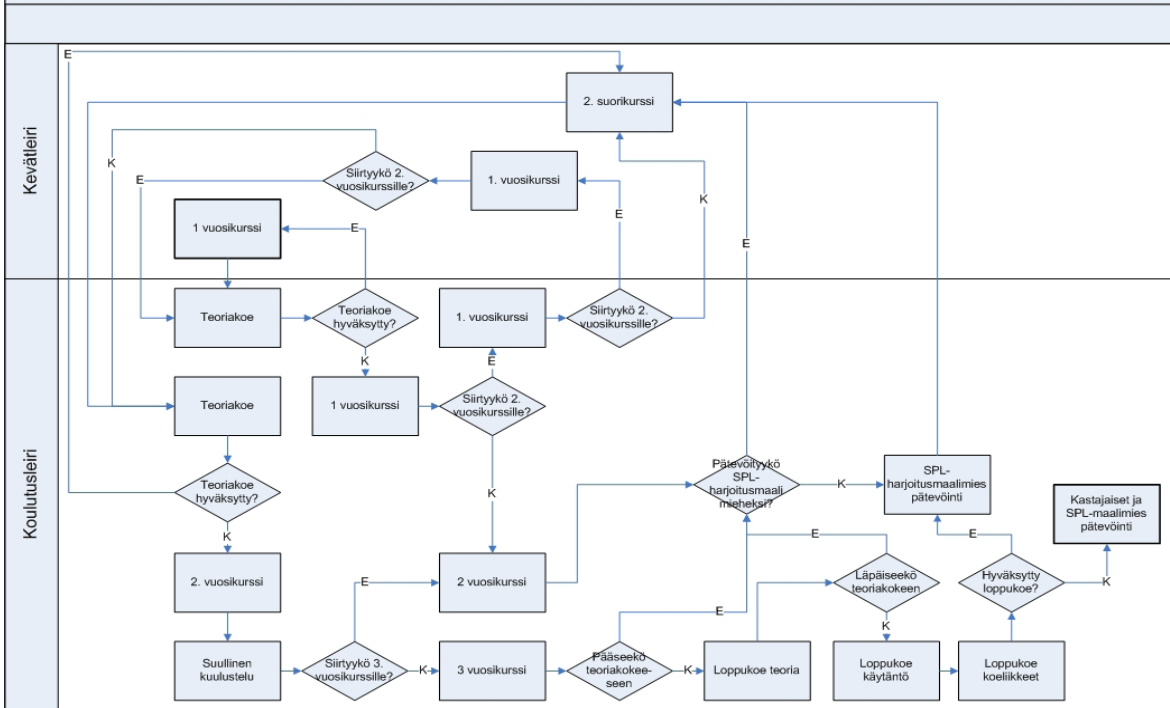 Kevätleiri
E
2. suorikurssi
K
Siirtyykö 2.
vuosikurssille?
1. vuosikurssi
E
K
E
1 vuosikurssi
E
E
Koulutusleiri
Teoriakoe
Teoriakoe
hyväksytty?
1. vuosikurssi
Siirtyykö 2.
vuosikurssille?
K
E
Teoriakoe
1 vuosikurssi
Siirtyykö 2.
vuosikurssille?
Teoriakoe
hyväksytty?
K
Pätevöityykö
SPL-
harjoitusmaali
mieheksi?
K
SPL-
harjoitusmaalimies
pätevöinti
Kastajaiset ja
SPL-maalimies
pätevöinti
K
E
E
2. vuosikurssi
E
2 vuosikurssi
Läpäiseekö
teoriakokeen
Hyväksytty
loppukoe?
K
E
K
Suullinen
kuulustelu
Siirtyykö 3.
vuosikurssille?
K
3 vuosikurssi
Pääseekö
teoriakokee-
seen
K
Loppukoe teoria
Loppukoe
käytäntö
Loppukoe
koeliikkeet